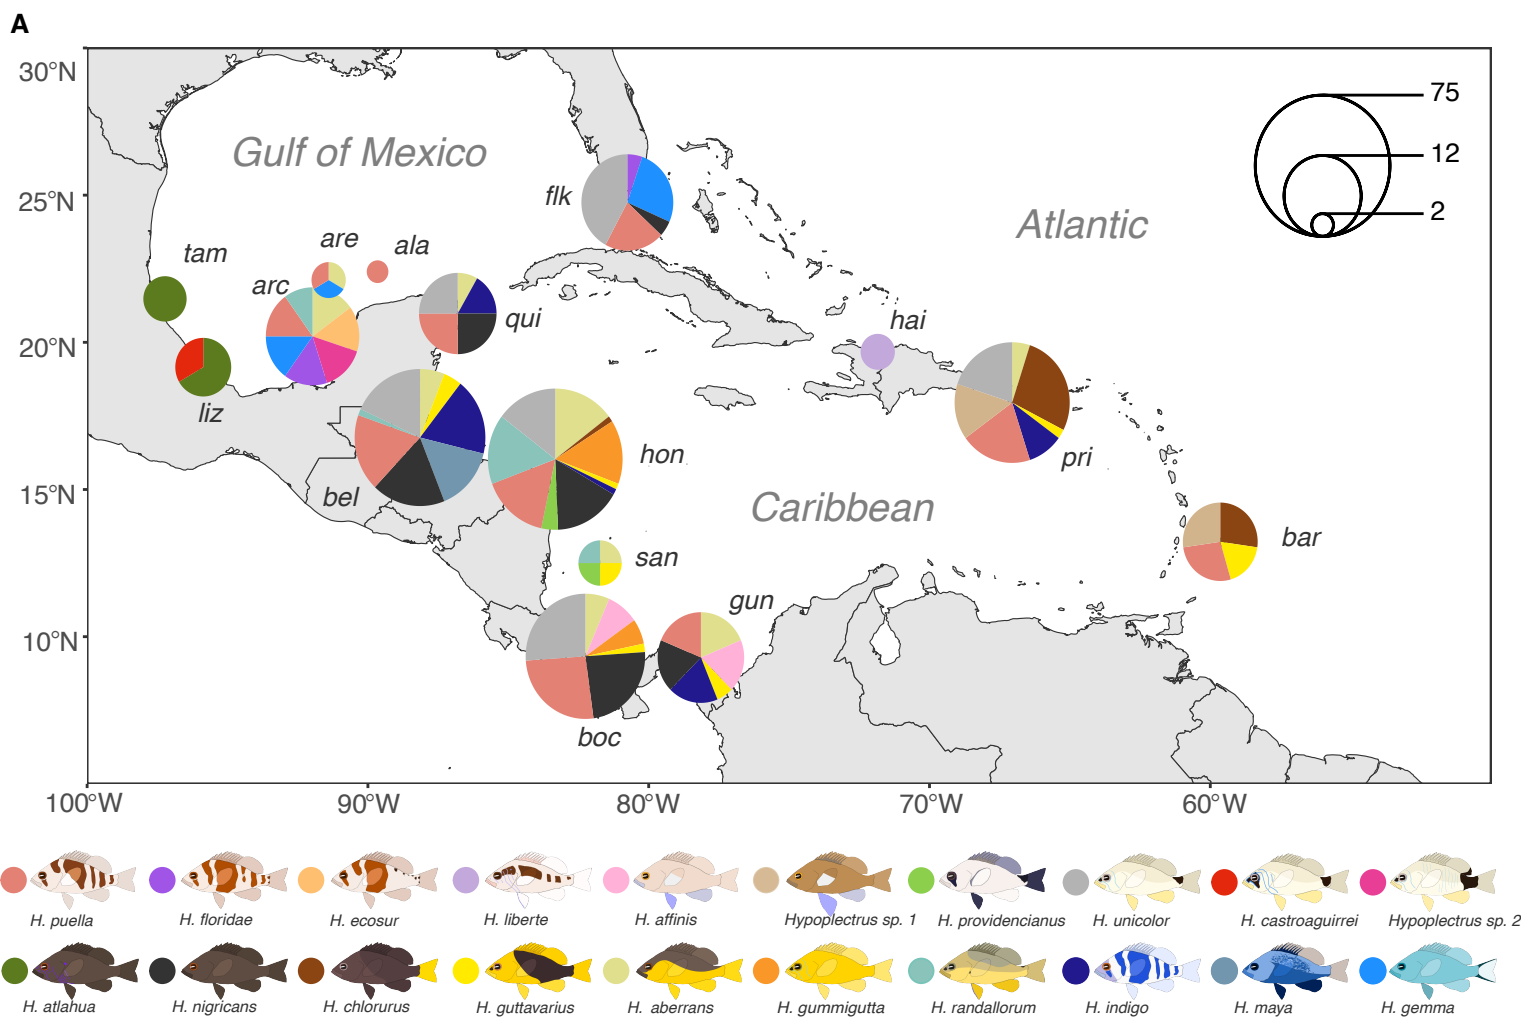 A
30°N
25°N
20°N
15°N
10°N
100°W
90°W
80°W
70°W
60°W
Gulf of Mexico
Atlantic
Caribbean
75
12
2
flk
tam
are
ala
arc
qui
hai
liz
pri
hon
bel
bar
san
gun
boc
H. puella
H. floridae
H. ecosur
H. liberte
H. affinis
Hypoplectrus sp. 1
H. providencianus
H. unicolor
H. castroaguirrei
Hypoplectrus sp. 2
H. atlahua
H. nigricans
H. chlorurus
H. guttavarius
H. aberrans
H. gummigutta
H. randallorum
H. indigo
H. maya
H. gemma